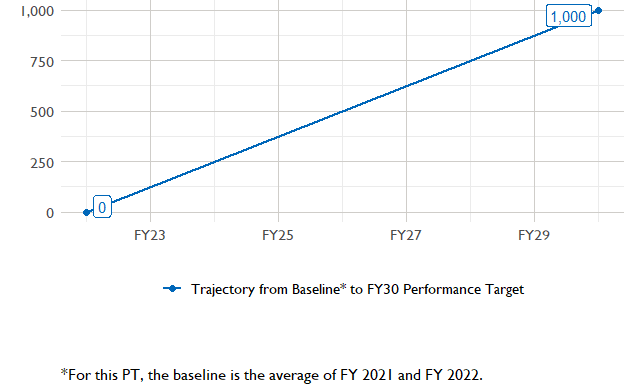 1,000
1,000
750
500
250
0
0
FY23 FY25 FY27 FY29
Trajectory from Baseline* to FY30 Performance Target
*For this PT, the baseline is the average of FY 2021 and FY 2022.